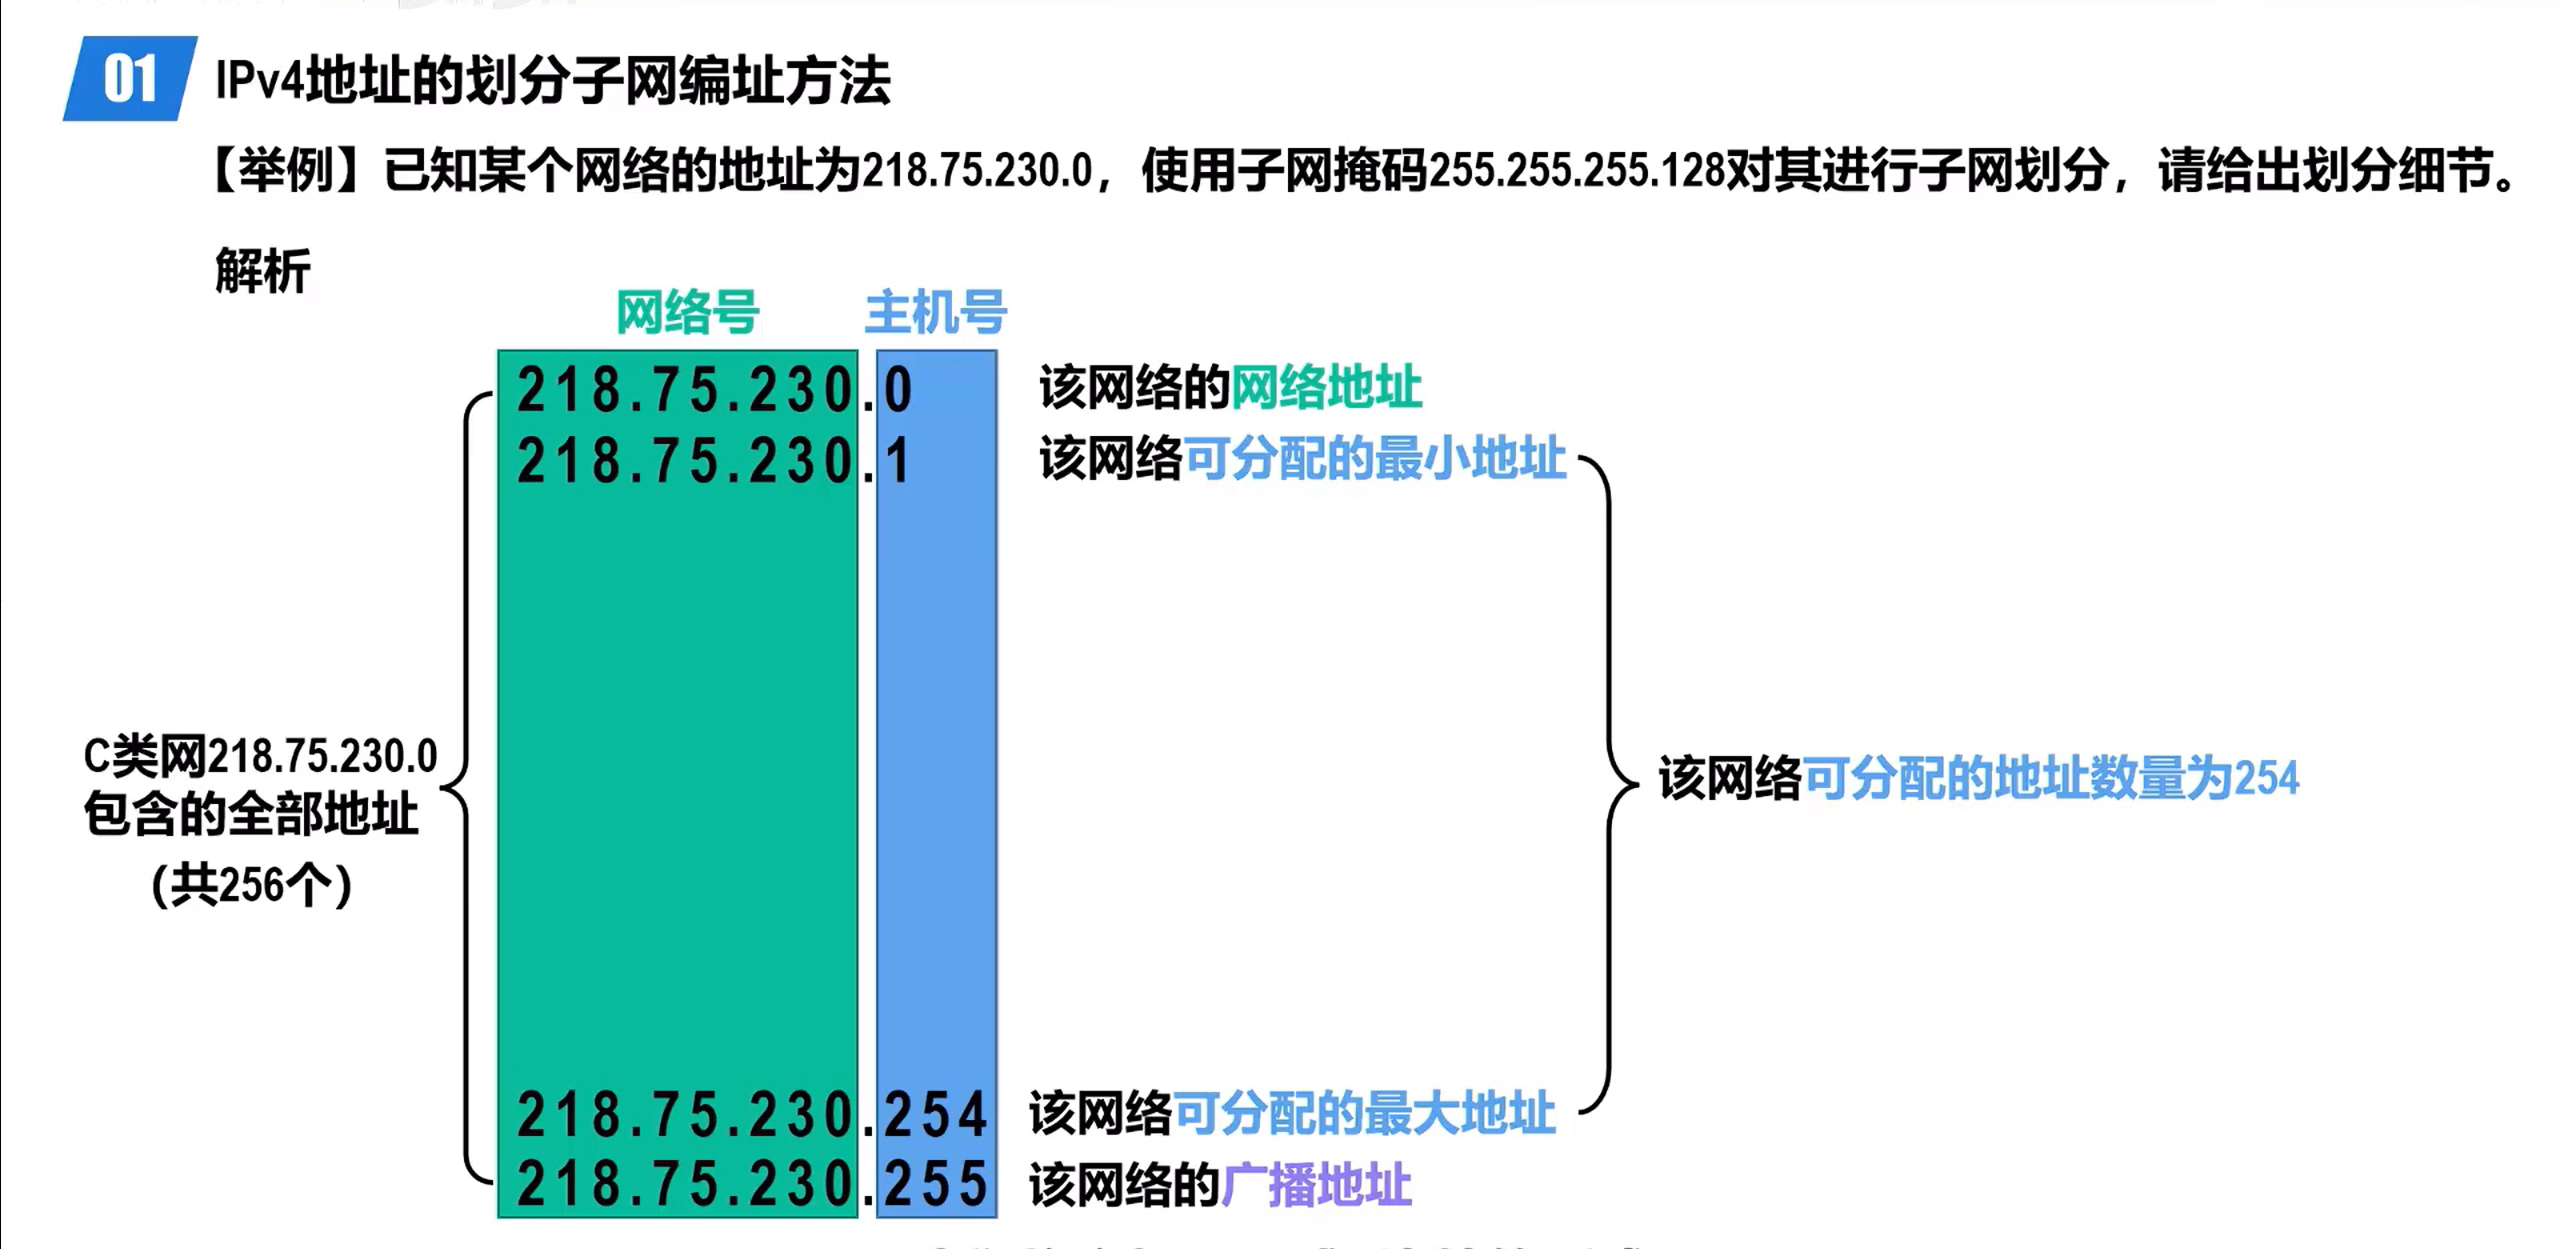 01 IPv4地址的划分子网编址方法
【举例】已知某个网络的地址为218.75.230.0，使用子网掩码255.255.255.128对其进行子网划分，请给出划分细节。
解析
网络号 主机号
218.75.230.0 该网络的网络地址
218.75.230.1 该网络可分配的最小地址
C类网218.75.230.0
包含的全部地址
（共256个）
该网络可分配的地址数量为254
218.75.230.254 该网络可分配的最大地址
218.75.230.255 该网络的广播地址